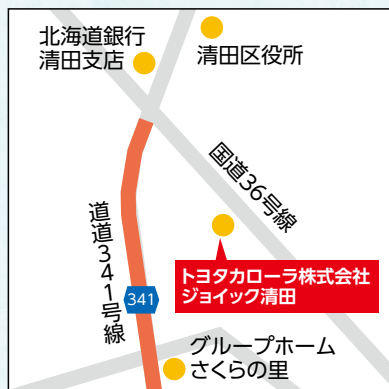 北海道銀行
清田支店
清田区役所
国道36号線
道道341号線
341
トヨタカローラ株式会社
ジョイック清田
グループホーム
さくらの里